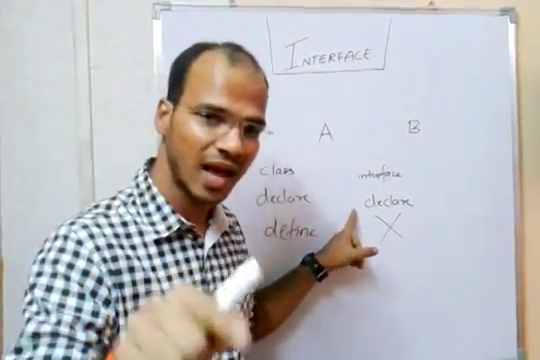 INTERFACE
A B
class interface
declare declare
define X